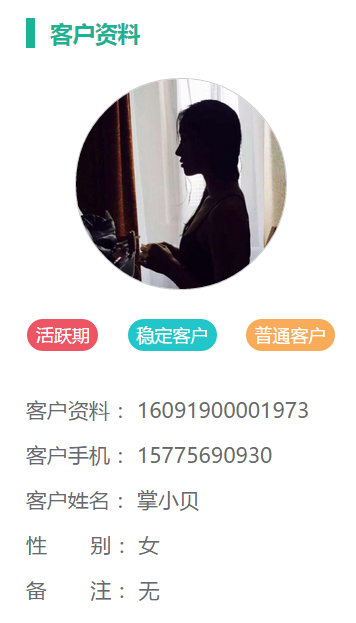 客户资料
活跃期 稳定客户 普通客户
客户资料： 16091900001973
客户手机： 15775690930
客户姓名： 掌小贝
性 别： 女
备 注： 无